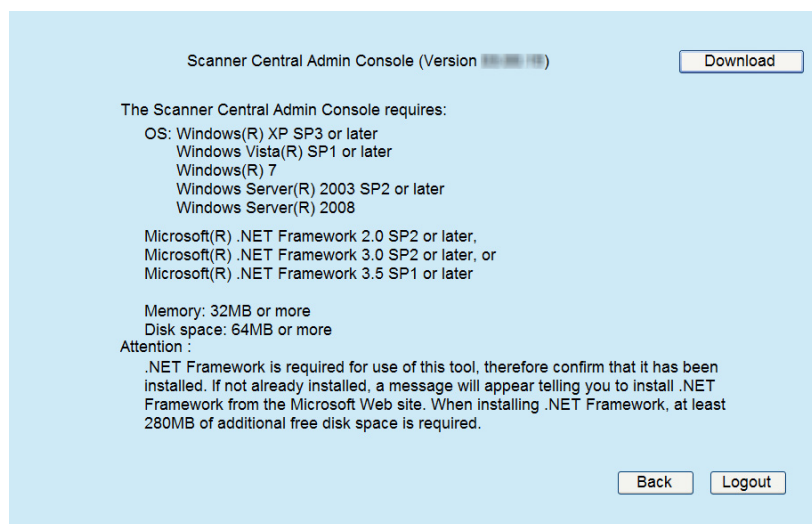 Scanner Central Admin Console (Version )
Download
The Scanner Central Admin Console requires:
OS: Windows(R) XP SP3 or later
Windows Vista(R) SP1 or later
Windows(R) 7
Windows Server(R) 2003 SP2 or later
Windows Server(R) 2008
Microsoft(R) .NET Framework 2.0 SP2 or later,
Microsoft(R) .NET Framework 3.0 SP2 or later, or
Microsoft(R) .NET Framework 3.5 SP1 or later
Memory: 32MB or more
Disk space: 64MB or more
Attention :
.NET Framework is required for use of this tool, therefore confirm that it has been
installed. If not already installed, a message will appear telling you to install .NET
Framework from the Microsoft Web site. When installing .NET Framework, at least
280MB of additional free disk space is required.
Back
Logout